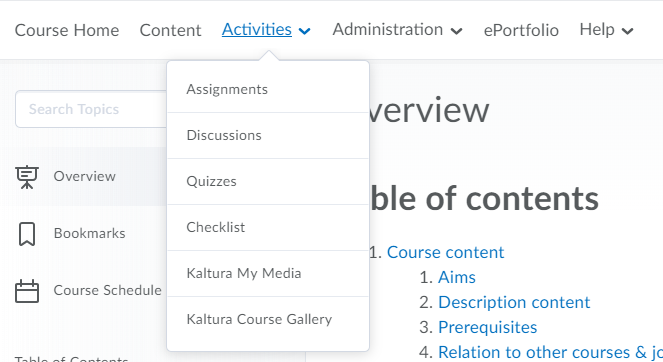 Course Home Content Activities Administration ePortfolio Help
Assignments
Discussions
Quizzes
Checklist
Kaltura My Media
Kaltura Course Gallery
Search Topics
Overview
Bookmarks
Course Schedule
Table of Contents
verview
ble of contents
1. Course content
1. Aims
2. Description content
3. Prerequisites
4. Relation to other courses & jo